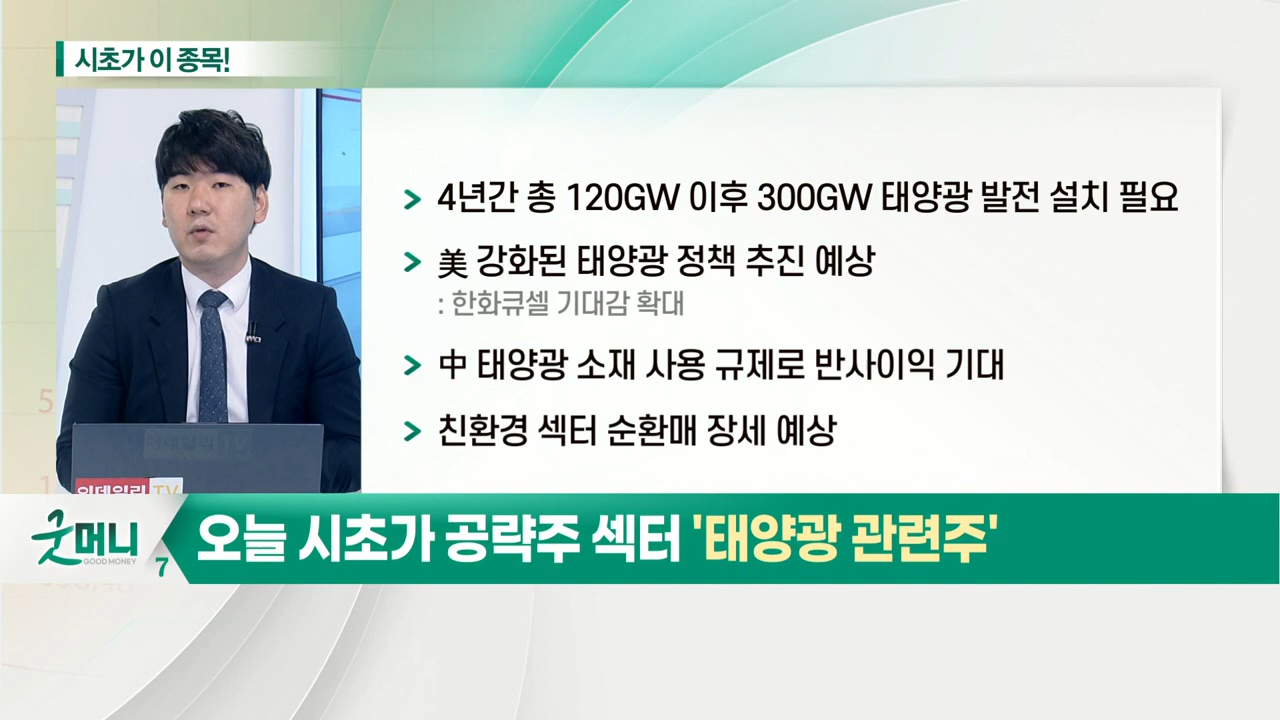 시초가 이 종목!
4년간 총 120GW 이후 300GW 태양광 발전 설치 필요
美 강화된 태양광 정책 추진 예상
: 한화큐셀 기대감 확대
中 태양광 소재 사용 규제로 반사이익 기대
친환경 섹터 순환매 장세 예상
이데일리 TV
굿머니
GOOD MONEY
7
오늘 시초가 공략주 섹터 '태양광 관련주'